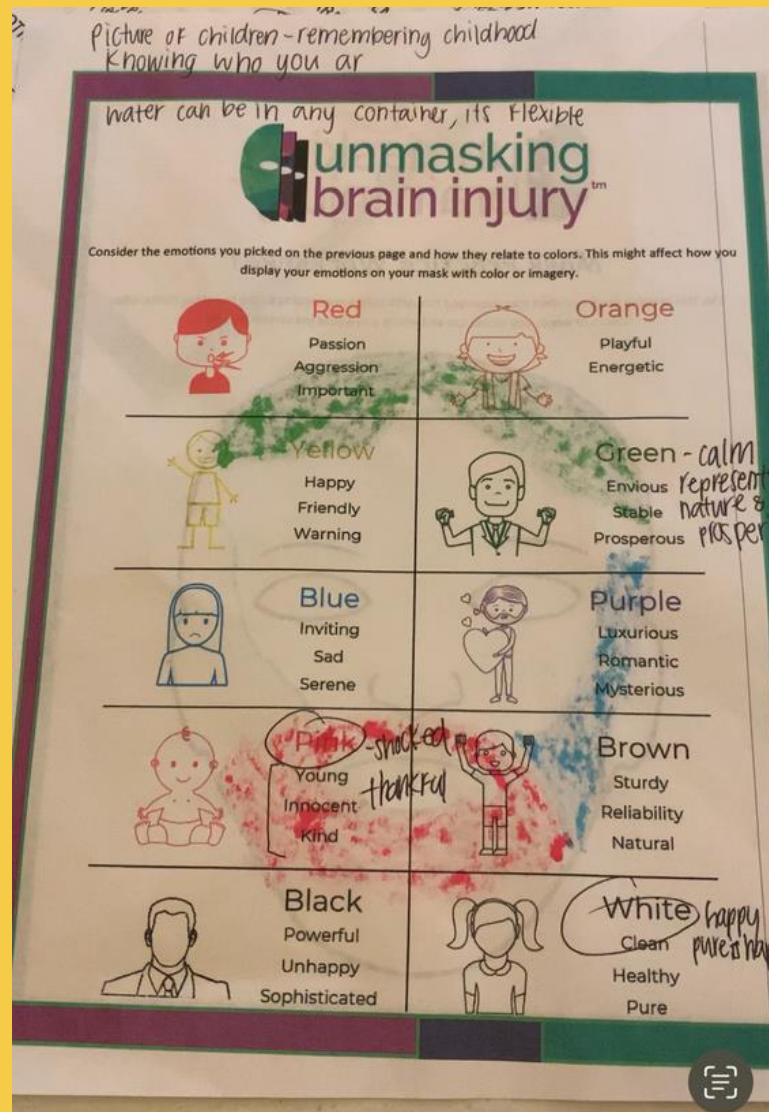 Picture of children-remembering childhood
Knowing who you ar
water can be in any container, its Flexible
unmasking
brain injury™
Consider the emotions you picked on the previous page and how they relate to colors. This might affect how you
display your emotions on your mask with color or imagery.
Red
Passion
Aggression
Important
Orange
Playful
Energetic
Yellow
Happy
Friendly
Warning
Green - calm
Envious represent
Stable nature &
Prosperous prosper
Blue
Inviting
Sad
Serene
Purple
Luxurious
Romantic
Mysterious
Pink -shocked
Young thankful
Innocent
Kind
Brown
Sturdy
Reliability
Natural
Black
Powerful
Unhappy
Sophisticated
White happy
Clean pure &
Healthy
Pure